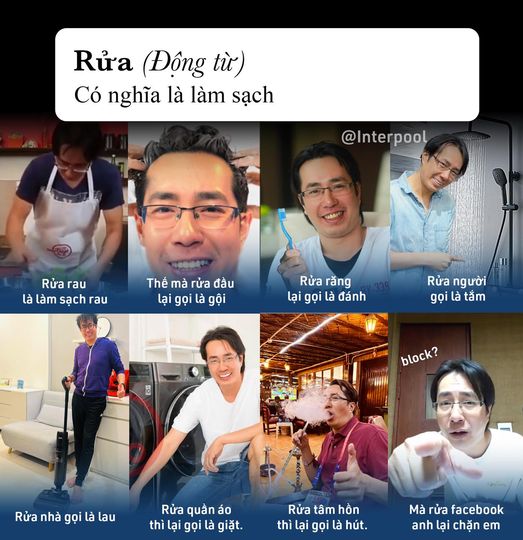 Rửa (Động từ)
Có nghĩa là làm sạch
@Interpool
Rửa rau
là làm sạch rau
Thế mà rửa đầu
lại gọi là gội
Rửa răng
lại gọi là đánh
Rửa người
gọi là tắm
Rửa nhà gọi là lau
Rửa quần áo
thì lại gọi là giặt.
Rửa tâm hồn
thì lại gọi là hút.
block?
Mà rửa facebook
anh lại chặn em